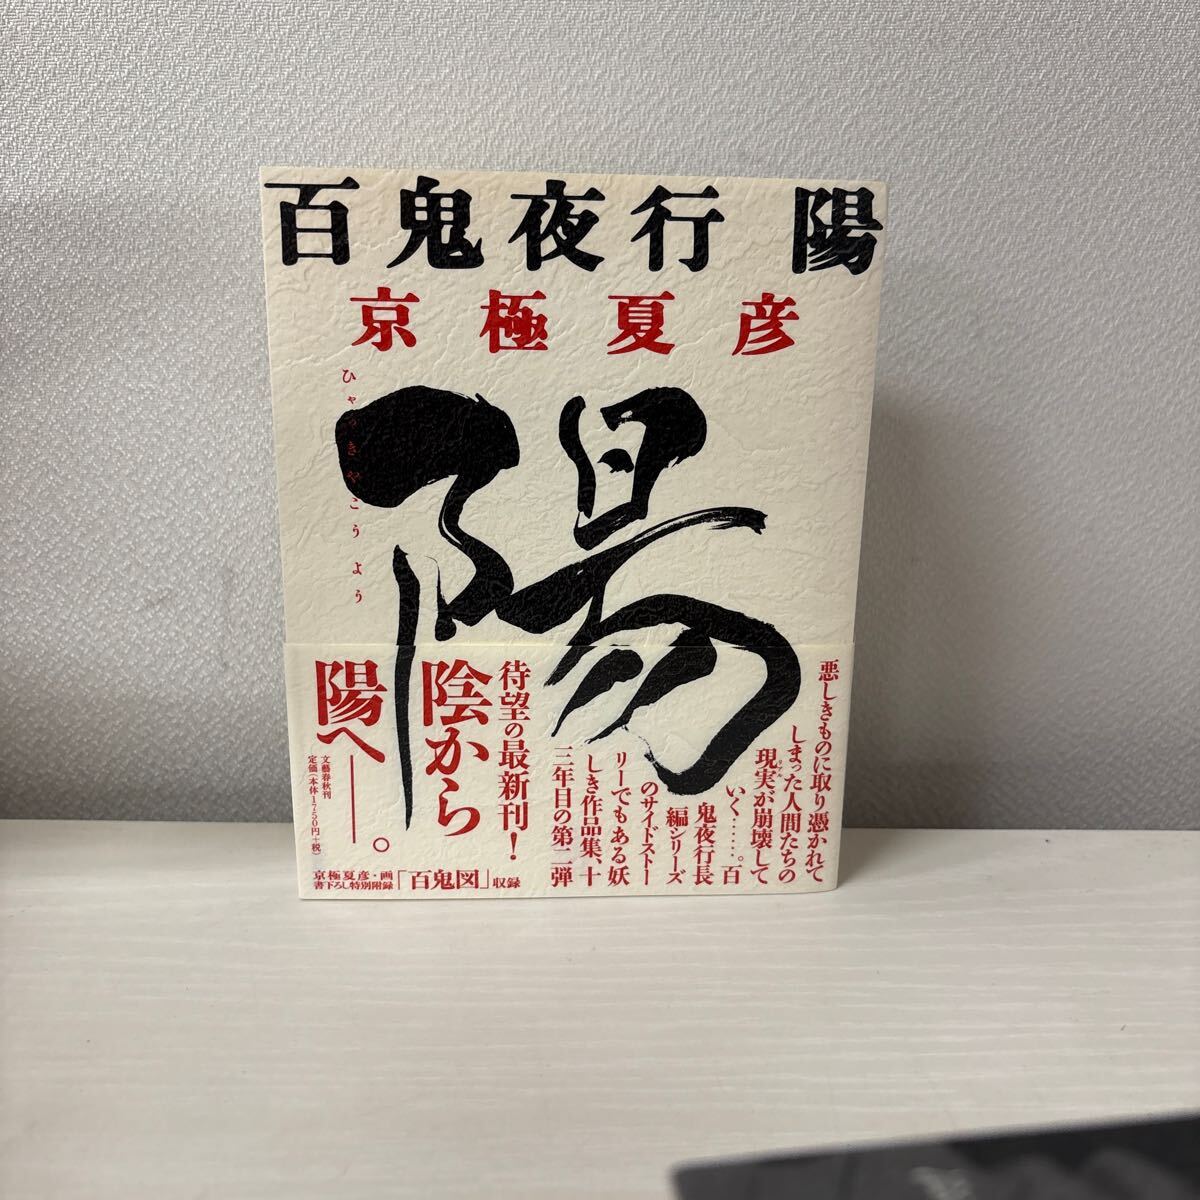 百鬼夜行 陽
京極夏彦
ひゃっきやこう よう
陽
悪しきものに取り憑かれて
しまった人間たちの
現実が崩壊して
リアル
いく……。百
鬼夜行長
編シリーズ
のサイドストー
リーでもある妖
しき作品集、十
三年目の第二弾
待望の最新刊!
陰から
陽へ――。
文藝春秋刊
定価(本体1750円+税)
京極夏彦・画
書下ろし特別附録「百鬼図」収録